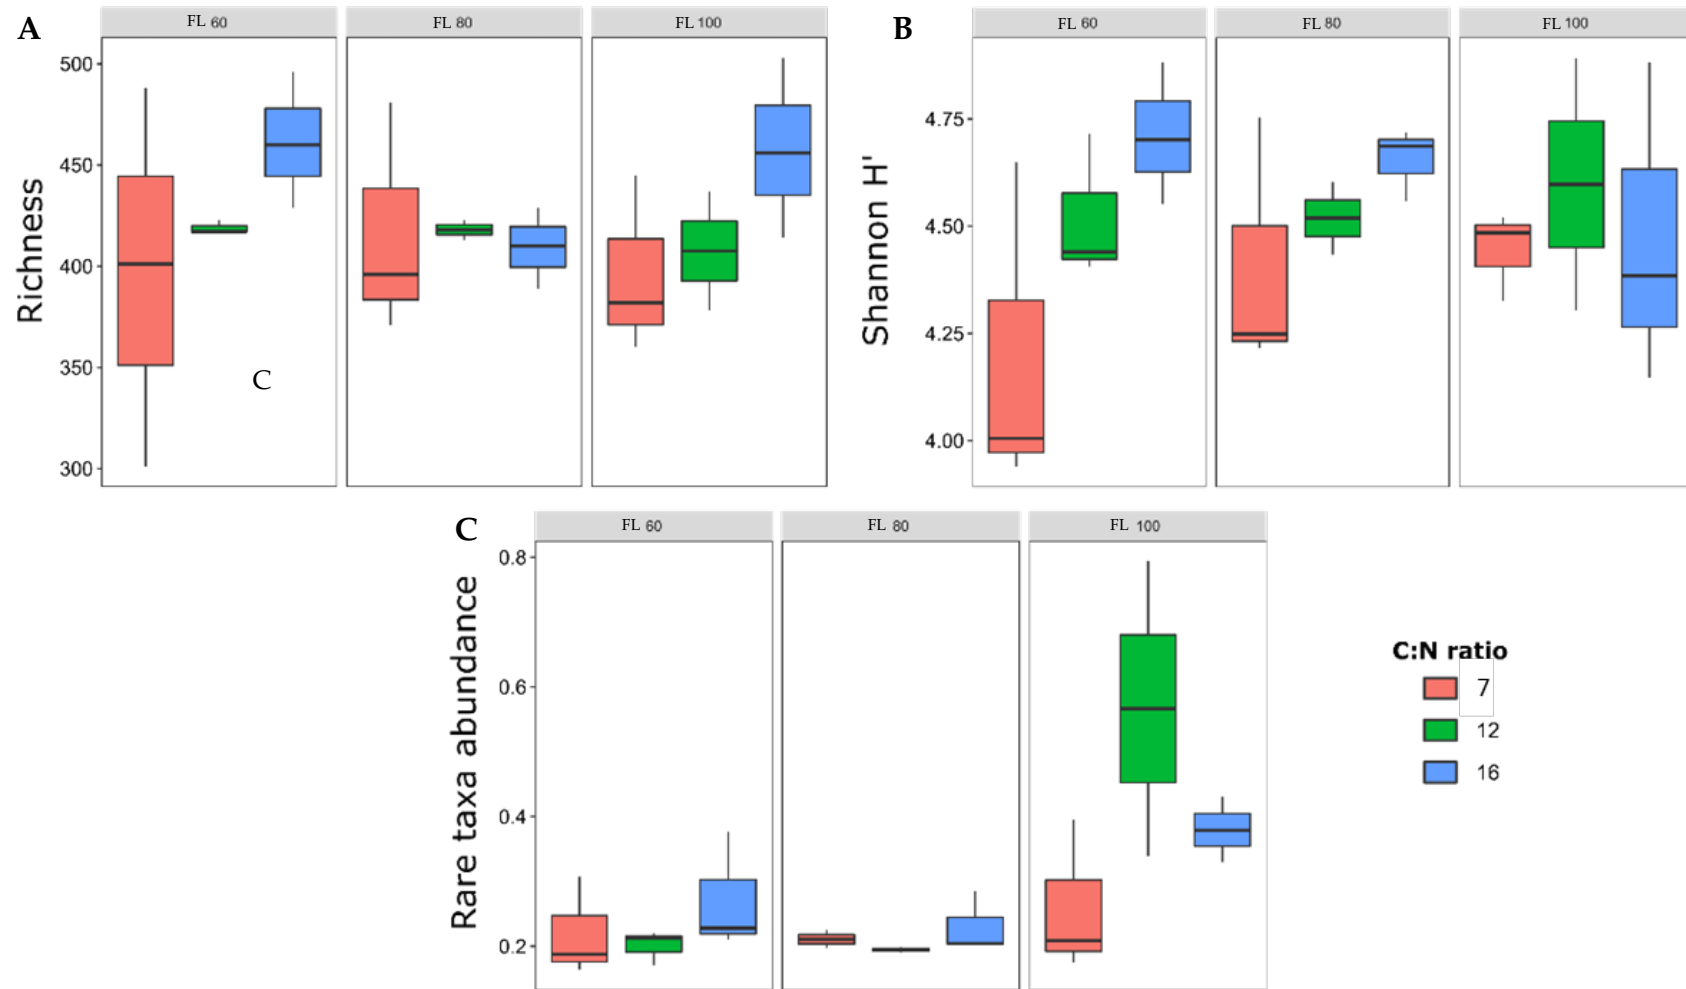 A
FL 60
FL 80
FL 100
Richness
500
450
400
350
300
C
B
FL 60
FL 80
FL 100
Shannon H'
4.75
4.50
4.25
4.00
C
FL 60
FL 80
FL 100
Rare taxa abundance
0.8
0.6
0.4
0.2
C:N ratio
7
12
16